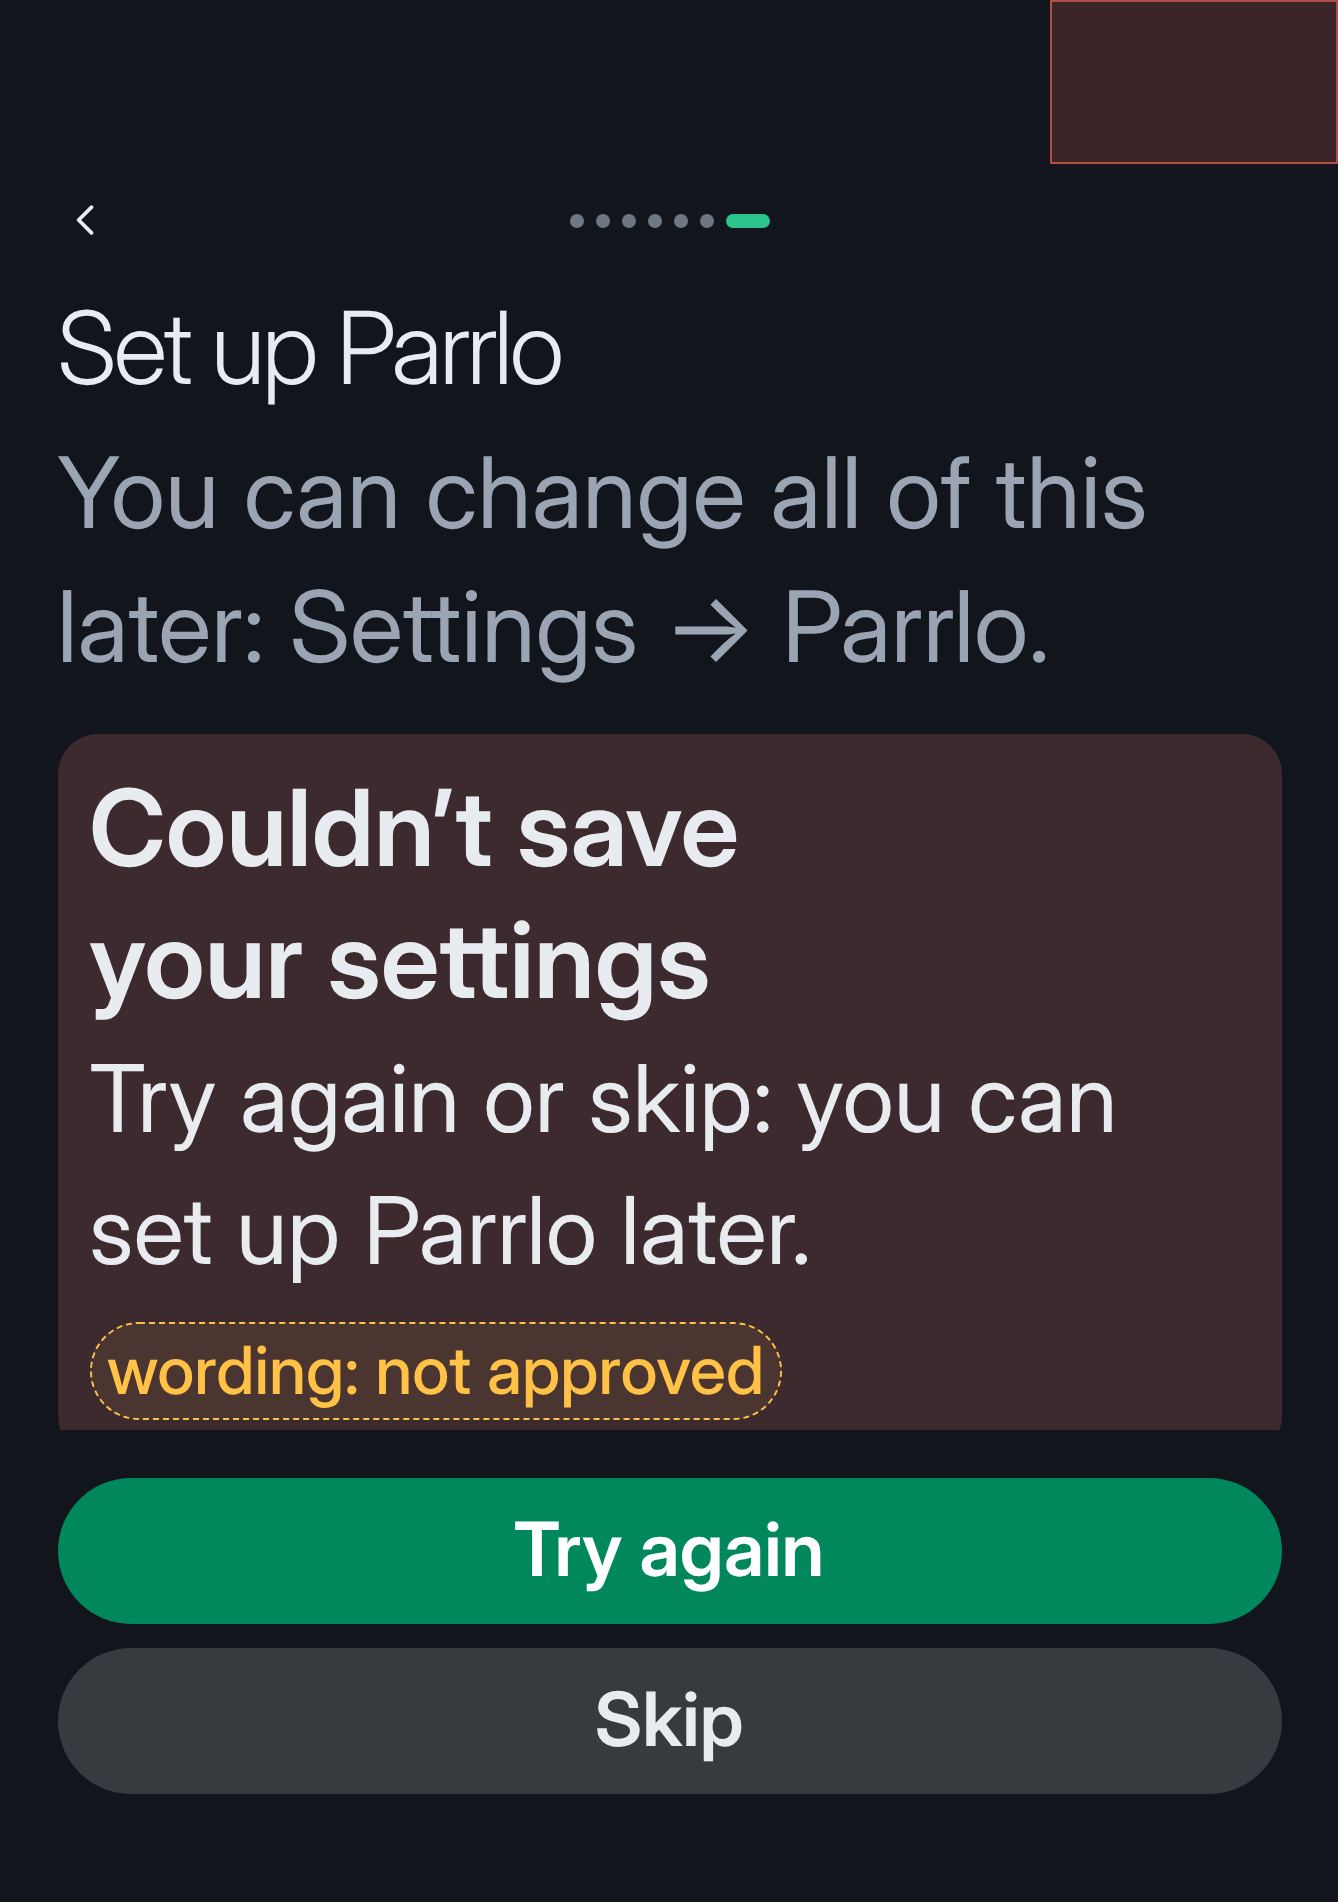 Set up Parrlo
You can change all of this
later: Settings → Parrlo.
Couldn’t save
your settings
Try again or skip: you can
set up Parrlo later.
wording: not approved
Try again
Skip